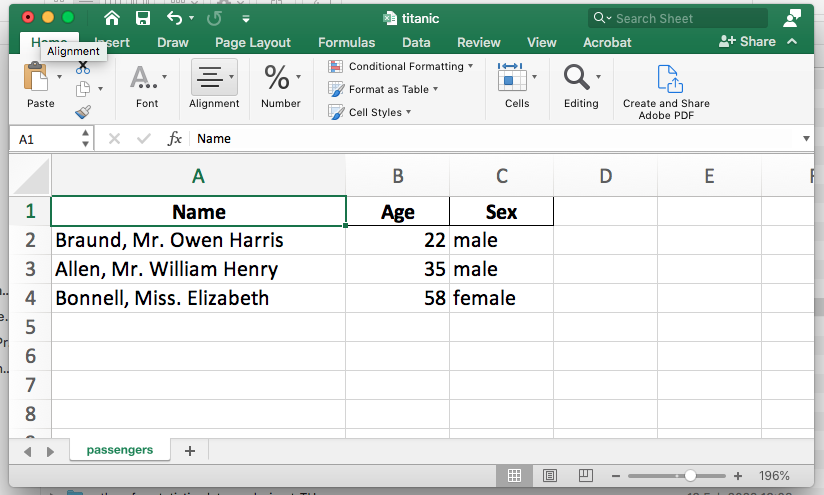 titanic
Search Sheet
Home Insert Draw Page Layout Formulas Data Review View Acrobat Share
Alignment
Paste
A..
Font
Alignment
%
Number
Conditional Formatting
Format as Table
Cell Styles
Cells
Editing
Create and Share
Adobe PDF
A1 fx Name
A B C D E
1 Name Age Sex
2 Braund, Mr. Owen Harris 22 male
3 Allen, Mr. William Henry 35 male
4 Bonnell, Miss. Elizabeth 58 female
5
6
7
8
passengers +
196%